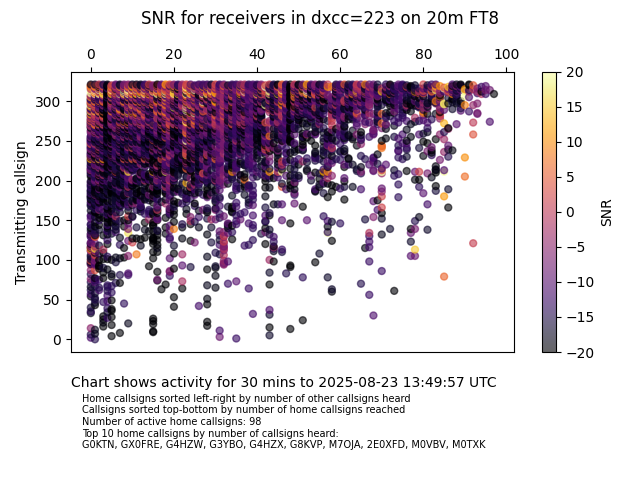 SNR for receivers in dxcc=223 on 20m FT8
0 20 40 60 80 100
300
250
200
150
100
50
0
Transmitting callsign
20
15
10
5
0
−5
−10
−15
−20
SNR
Chart shows activity for 30 mins to 2025-08-23 13:49:57 UTC
Home callsigns sorted left-right by number of other callsigns heard
Callsigns sorted top-bottom by number of home callsigns reached
Number of active home callsigns: 98
Top 10 home callsigns by number of callsigns heard:
G0KTN, GX0FRE, G4HZW, G3YBO, G4HZX, G8KVP, M7OJA, 2E0XFD, M0VBV, M0TXK